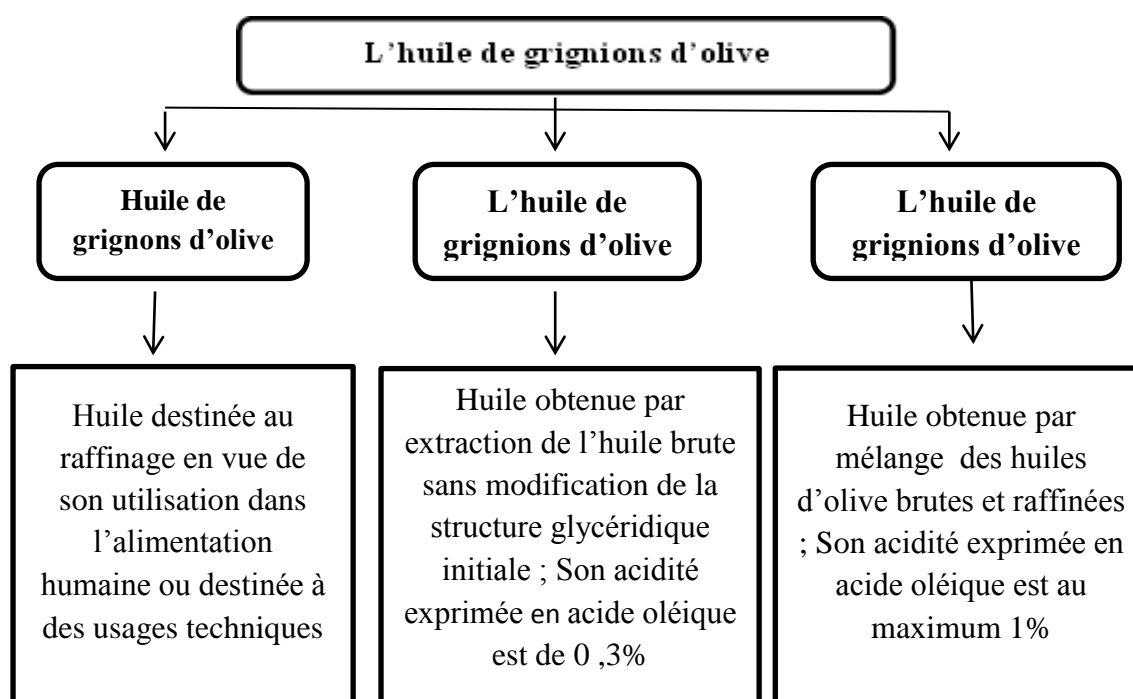 L'huile de grignions d'olive
Huile de
grignons d'olive
L'huile de
grignions d'olive
L'huile de
grignions d'olive
Huile destinée au
raffinage en vue de
son utilisation dans
l'alimentation
humaine ou destinée à
des usages techniques
Huile obtenue par
extraction de l'huile brute
sans modification de la
structure glycéridique
initiale ; Son acidité
exprimée en acide oléique
est de 0 ,3%
Huile obtenue par
mélange des huiles
d'olive brutes et raffinées
; Son acidité exprimée en
acide oléique est au
maximum 1%